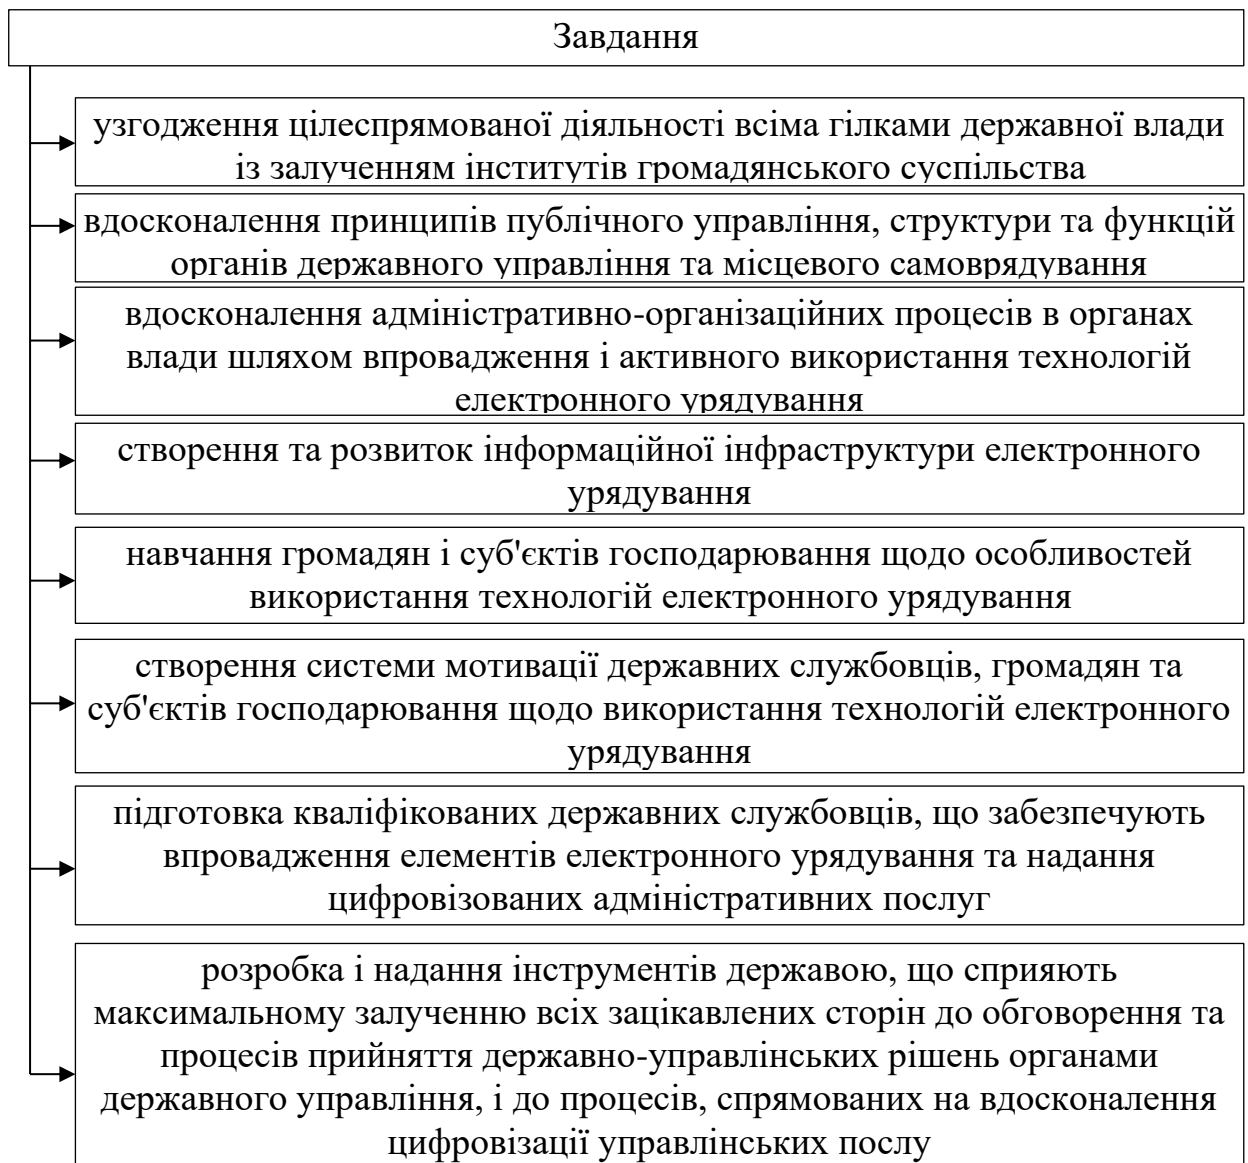 Завдання
узгодження цілеспрямованої діяльності всіма гілками державної влади
із залученням інститутів громадянського суспільства
вдосконалення принципів публічного управління, структури та функцій
органів державного управління та місцевого самоврядування
вдосконалення адміністративно-організаційних процесів в органах
влади шляхом впровадження і активного використання технологій
електронного урядування
створення та розвиток інформаційної інфраструктури електронного
урядування
навчання громадян і суб'єктів господарювання щодо особливостей
використання технологій електронного урядування
створення системи мотивації державних службовців, громадян та
суб'єктів господарювання щодо використання технологій електронного
урядування
підготовка кваліфікованих державних службовців, що забезпечують
впровадження елементів електронного урядування та надання
цифровізованих адміністративних послуг
розробка і надання інструментів державою, що сприяють
максимальному залученню всіх зацікавлених сторін до обговорення та
процесів прийняття державно-управлінських рішень органами
державного управління, і до процесів, спрямованих на вдосконалення
цифровізації управлінських послу